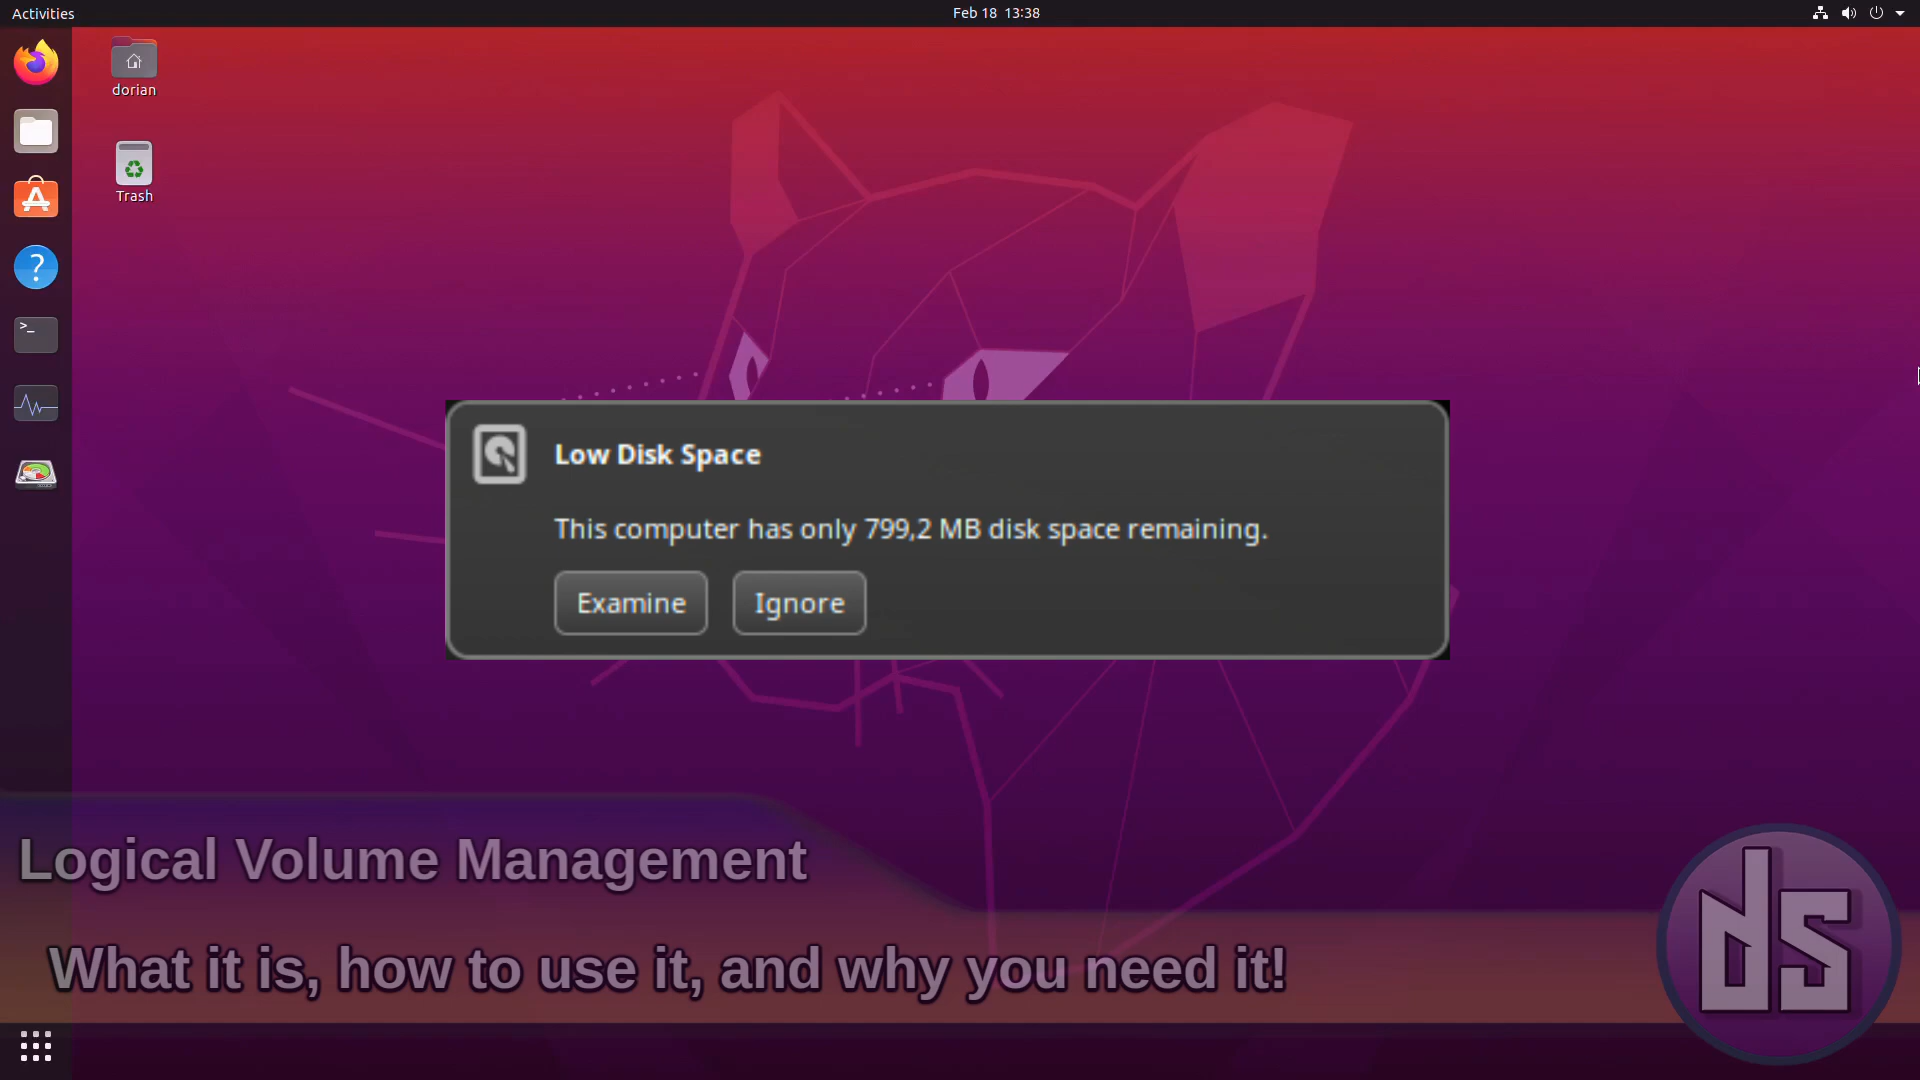 Activities
Feb 18 13:38
dorian
Trash
Low Disk Space
This computer has only 799,2 MB disk space remaining.
Examine
Ignore
Logical Volume Management
What it is, how to use it, and why you need it!
ds